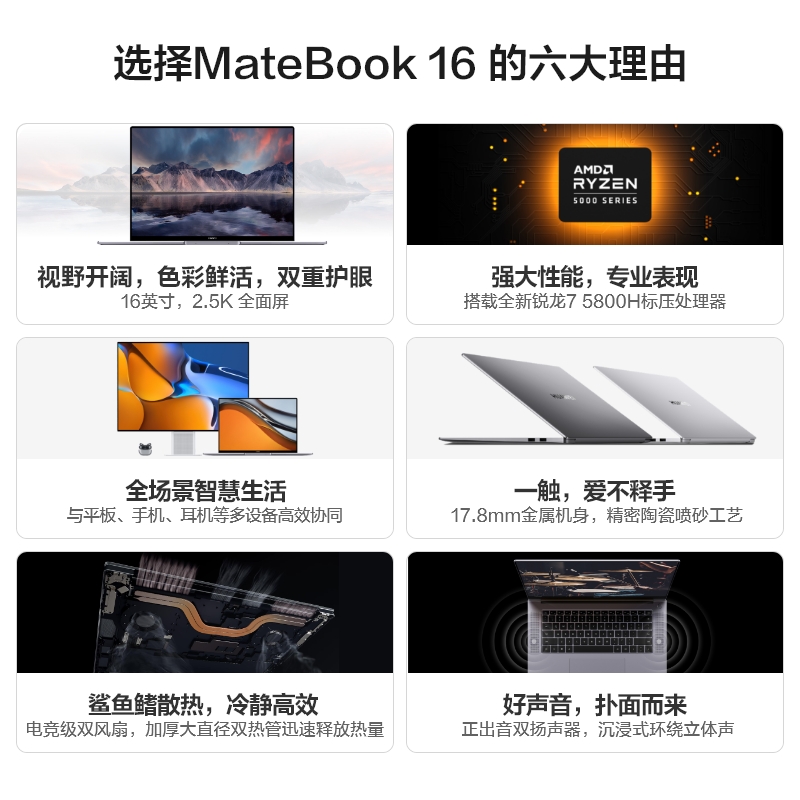 选择MateBook 16 的六大理由
AMD
RYZEN
5000 SERIES
视野开阔，色彩鲜活，双重护眼
16英寸，2.5K 全面屏
强大性能，专业表现
搭载全新锐龙7 5800H标压处理器
全场景智慧生活
与平板、手机、耳机等多设备高效协同
一触，爱不释手
17.8mm金属机身，精密陶瓷喷砂工艺
鲨鱼鳍散热，冷静高效
电竞级双风扇，加厚大直径双热管迅速释放热量
好声音，扑面而来
正出音双扬声器，沉浸式环绕立体声